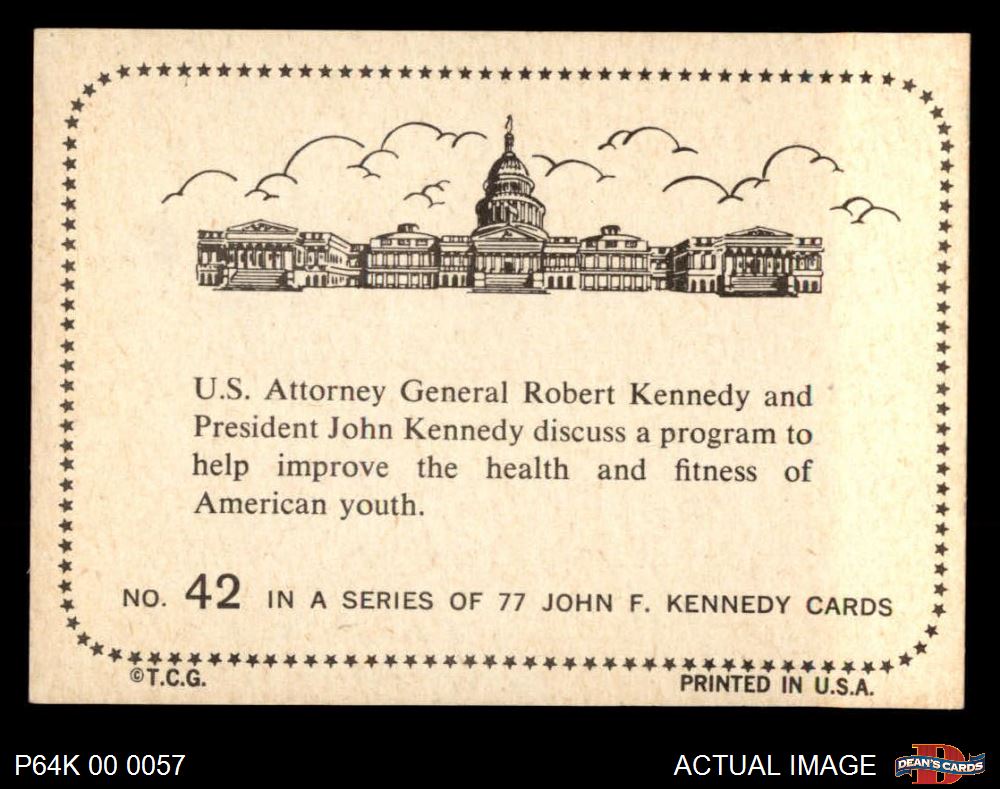 U.S. Attorney General Robert Kennedy and
President John Kennedy discuss a program to
help improve the health and fitness of
American youth.
NO. 42 IN A SERIES OF 77 JOHN F. KENNEDY CARDS
©T.C.G.
PRINTED IN U.S.A.
P64K 00 0057
ACTUAL IMAGE
D
DEAN'S CARDS